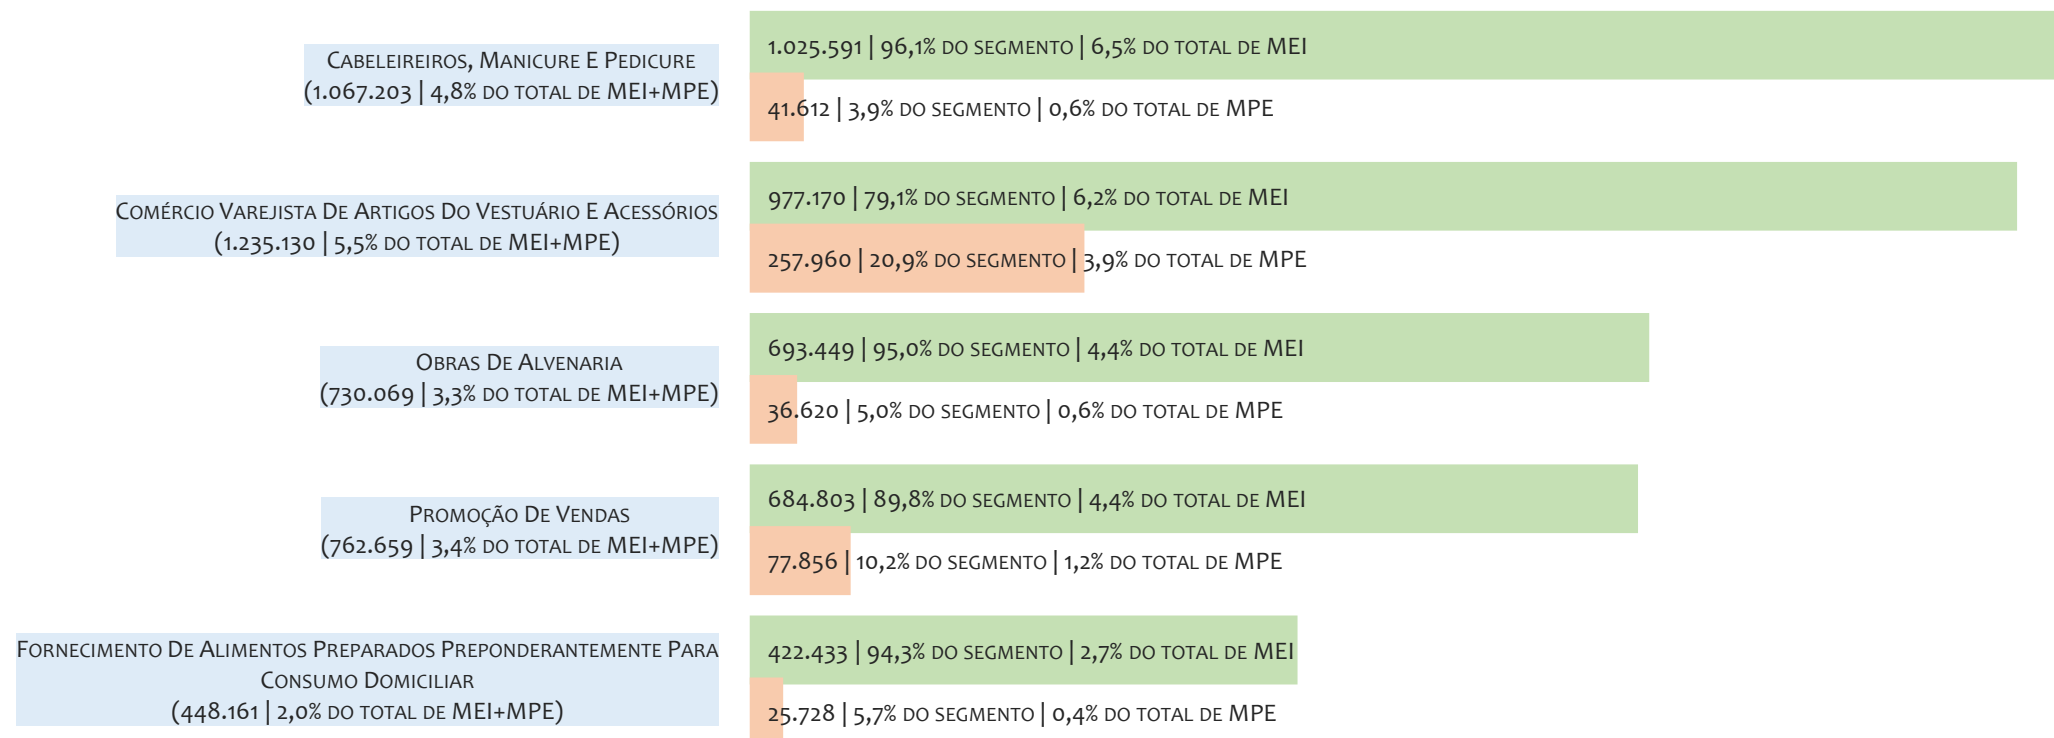 Cabeleireiros, Manicure E Pedicure
(1.067.203 | 4,8% do total de MEI+MPE)
1.025.591 | 96,1% do segmento | 6,5% do total de MEI
41.612 | 3,9% do segmento | 0,6% do total de MPE
Comércio Varejista De Artigos Do Vestuário E Acessórios
(1.235.130 | 5,5% do total de MEI+MPE)
977.170 | 79,1% do segmento | 6,2% do total de MEI
257.960 | 20,9% do segmento | 3,9% do total de MPE
Obras De Alvenaria
(730.069 | 3,3% do total de MEI+MPE)
693.449 | 95,0% do segmento | 4,4% do total de MEI
36.620 | 5,0% do segmento | 0,6% do total de MPE
Promoção De Vendas
(762.659 | 3,4% do total de MEI+MPE)
684.803 | 89,8% do segmento | 4,4% do total de MEI
77.856 | 10,2% do segmento | 1,2% do total de MPE
Fornecimento De Alimentos Preparados Preponderantemente Para
Consumo Domiciliar
(448.161 | 2,0% do total de MEI+MPE)
422.433 | 94,3% do segmento | 2,7% do total de MEI
25.728 | 5,7% do segmento | 0,4% do total de MPE